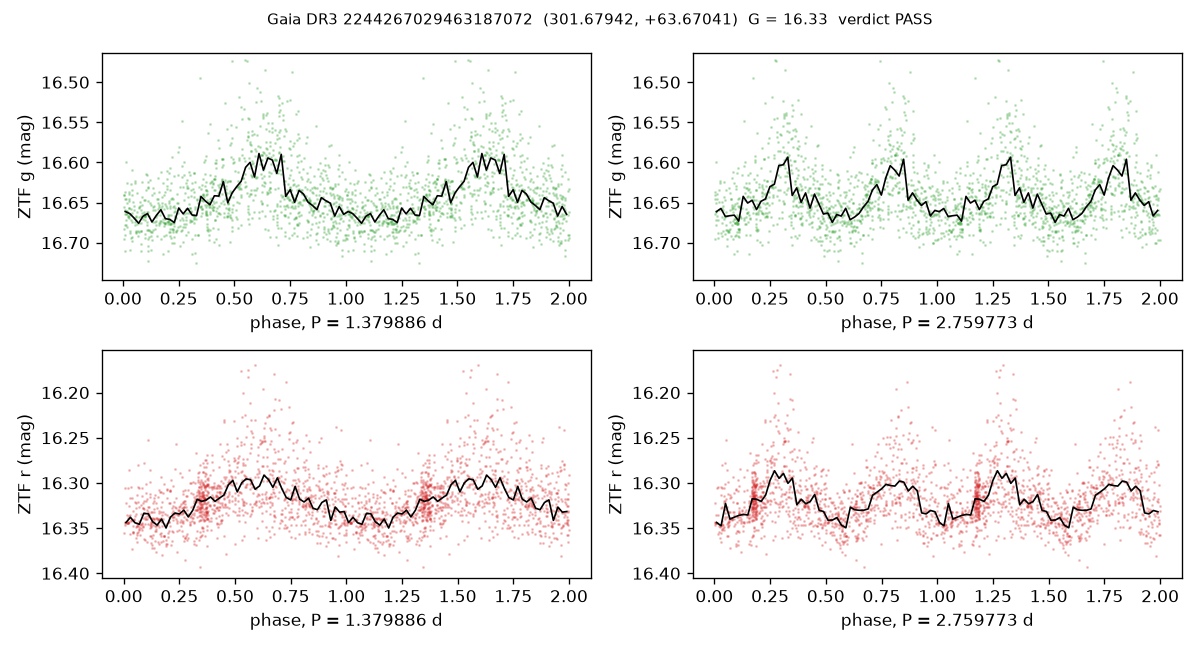 Gaia DR3 2244267029463187072 (301.67942, +63.67041) G = 16.33 verdict PASS
ZTF g (mag)
16.50
16.55
16.60
16.65
16.70
0.00 0.25 0.50 0.75 1.00 1.25 1.50 1.75 2.00
phase, P = 1.379886 d
ZTF g (mag)
16.50
16.55
16.60
16.65
16.70
0.00 0.25 0.50 0.75 1.00 1.25 1.50 1.75 2.00
phase, P = 2.759773 d
ZTF r (mag)
16.20
16.25
16.30
16.35
16.40
0.00 0.25 0.50 0.75 1.00 1.25 1.50 1.75 2.00
phase, P = 1.379886 d
ZTF r (mag)
16.20
16.25
16.30
16.35
16.40
0.00 0.25 0.50 0.75 1.00 1.25 1.50 1.75 2.00
phase, P = 2.759773 d